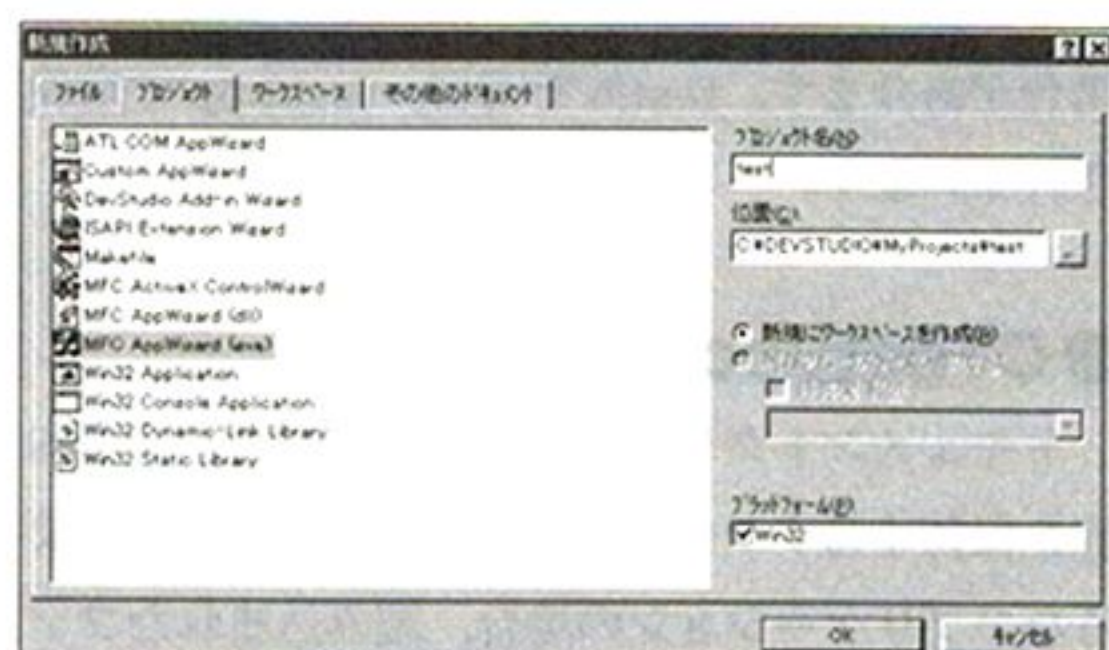 新規作成
ファイル プロジェクト ワークスペース その他のドキュメント
ATL COM AppWizard
Custom AppWizard
DevStudio Add-in Wizard
ISAPI Extension Wizard
Makefile
MFC ActiveX ControlWizard
MFC AppWizard (dll)
MFC AppWizard (exe)
Win32 Application
Win32 Console Application
Win32 Dynamic-Link Library
Win32 Static Library
プロジェクト名(N):
test
位置(C):
C:¥DEVSTUDIO¥MyProjects¥test
新規にワークスペースを作成(R)
プラットフォーム(P):
Win32
OK キャンセル